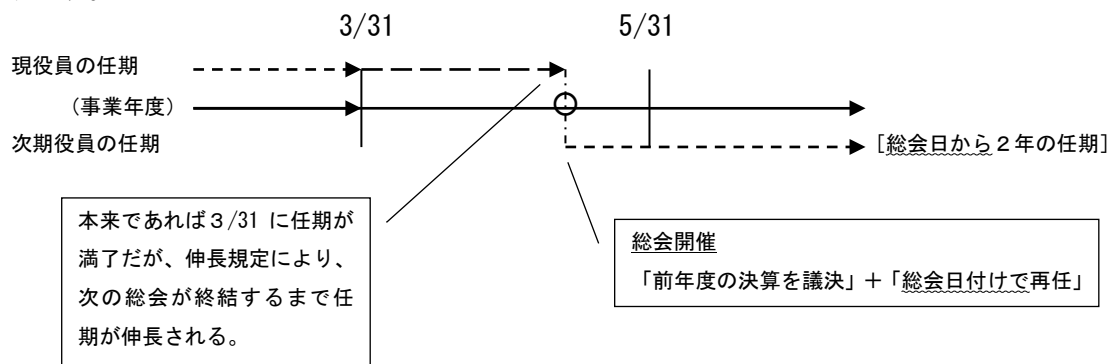 3/31
5/31
現役員の任期
（事業年度）
次期役員の任期
［総会日から２年の任期］
本来であれば３/31 に任期が
満了だが、伸長規定により、
次の総会が終結するまで任
期が伸長される。
総会開催
「前年度の決算を議決」＋「総会日付けで再任」